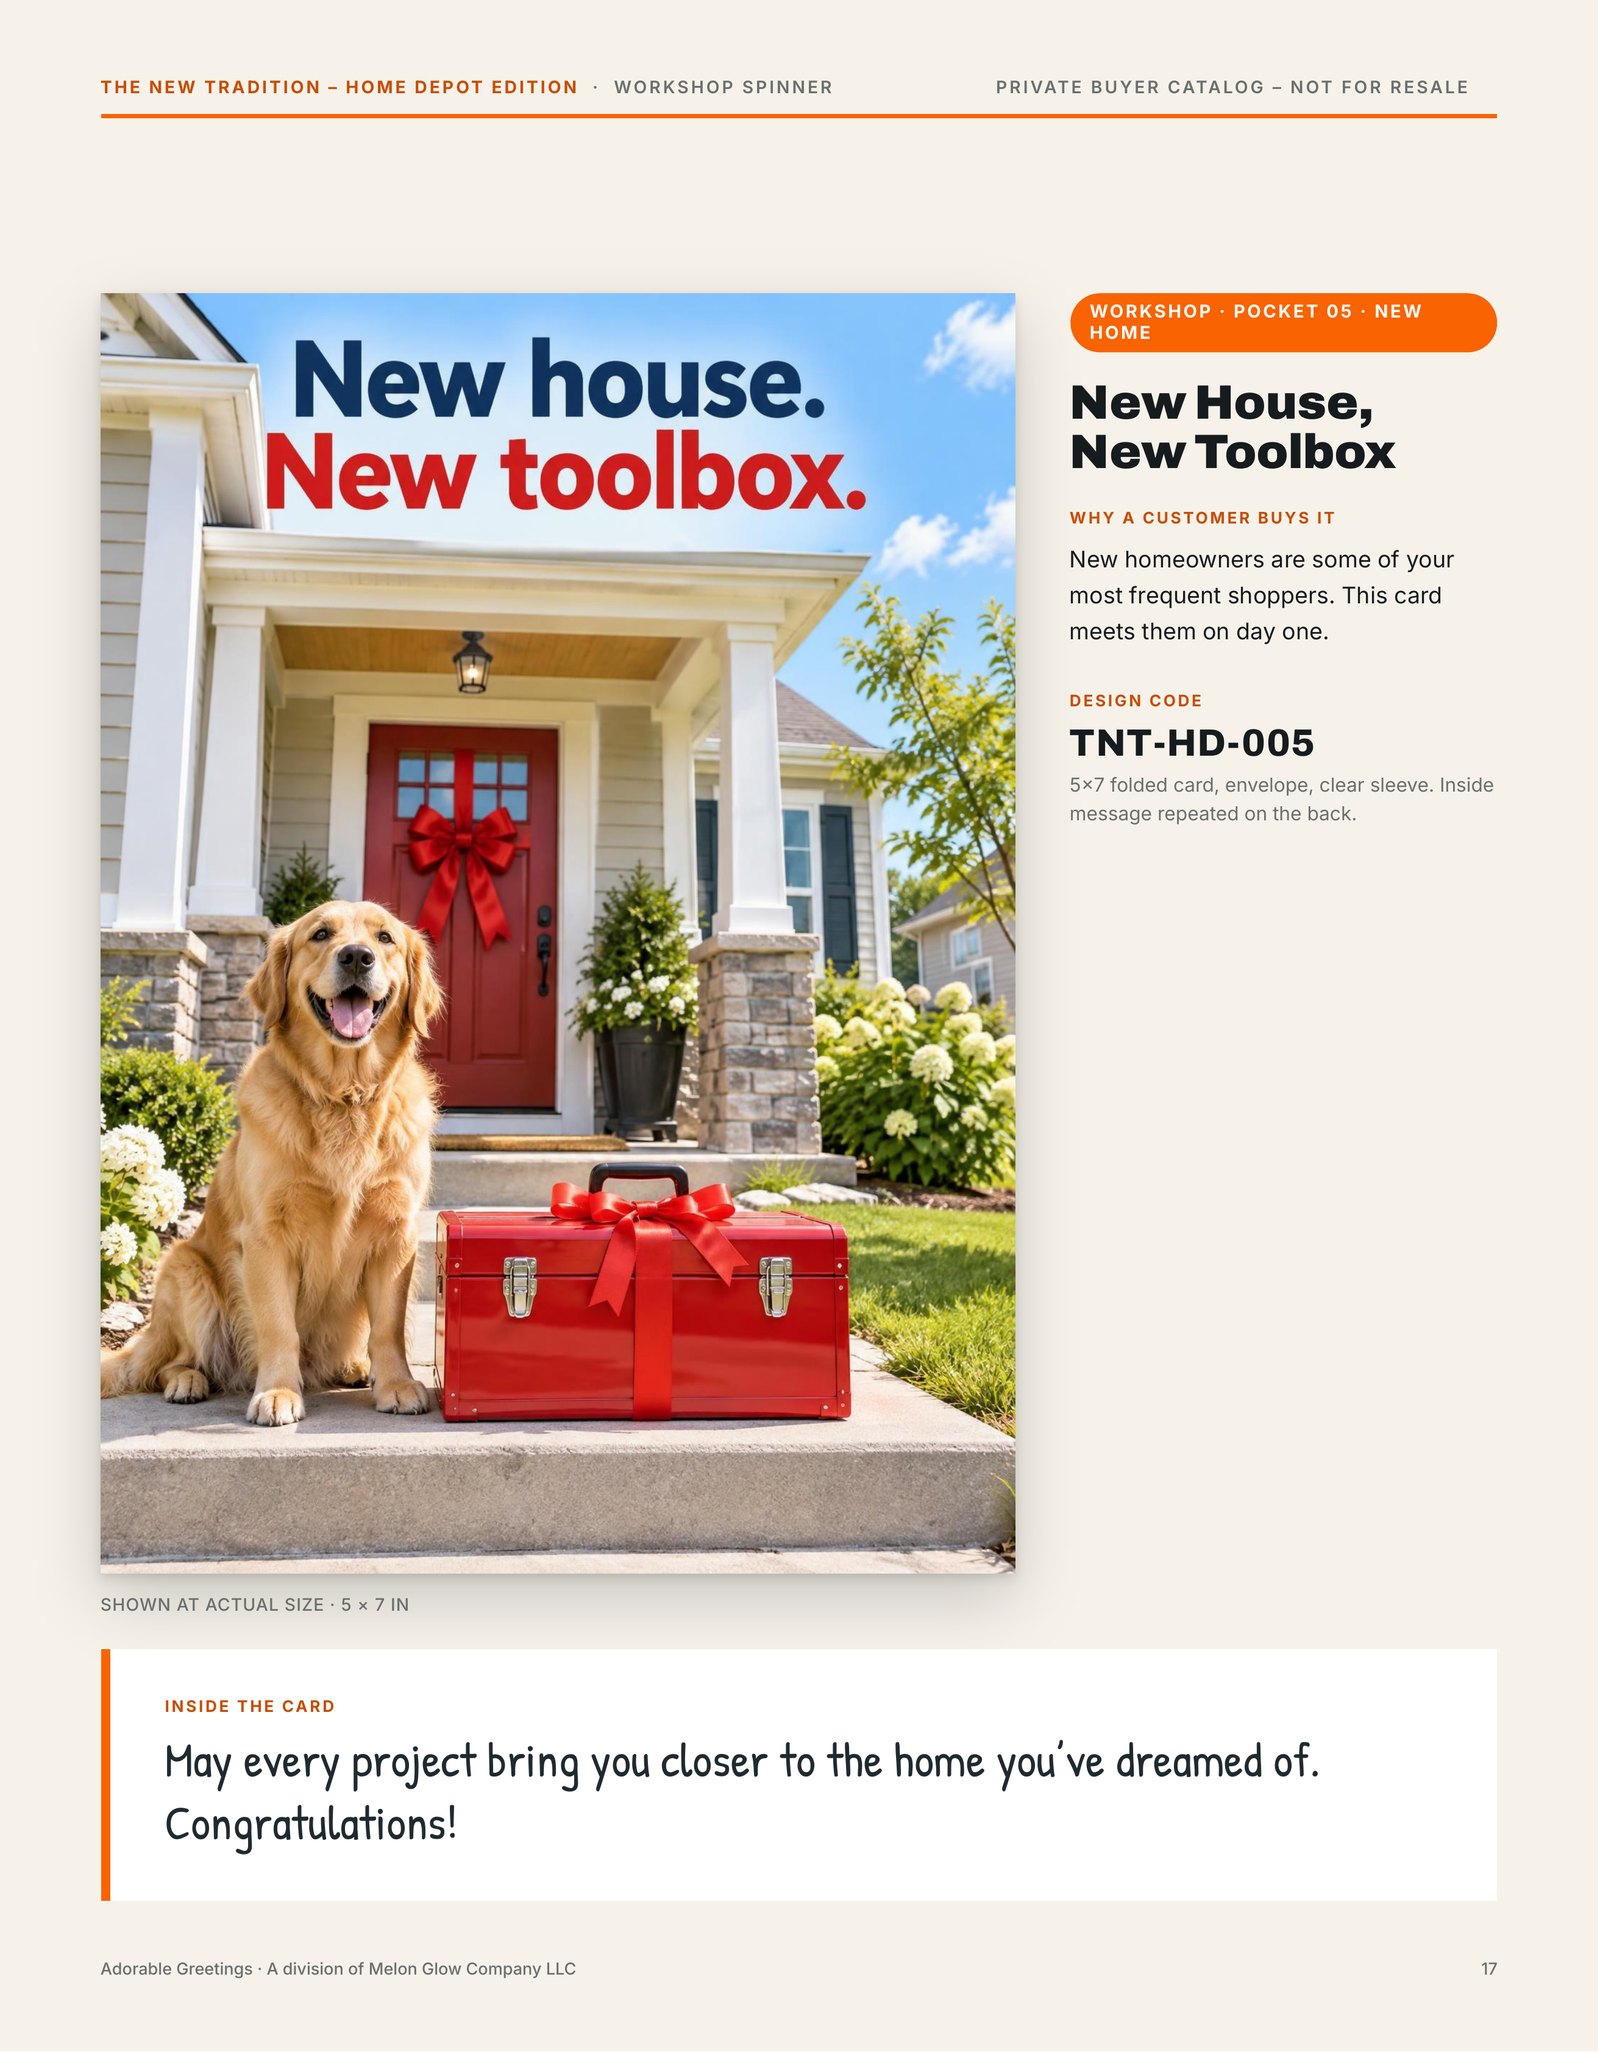 THE NEW TRADITION – HOME DEPOT EDITION · WORKSHOP SPINNER
PRIVATE BUYER CATALOG – NOT FOR RESALE
New house.
New toolbox.
SHOWN AT ACTUAL SIZE · 5 × 7 IN
WORKSHOP · POCKET 05 · NEW
HOME
New House,
New Toolbox
WHY A CUSTOMER BUYS IT
New homeowners are some of your
most frequent shoppers. This card
meets them on day one.
DESIGN CODE
TNT-HD-005
5×7 folded card, envelope, clear sleeve. Inside
message repeated on the back.
INSIDE THE CARD
May every project bring you closer to the home you've dreamed of.
Congratulations!
Adorable Greetings · A division of Melon Glow Company LLC
17